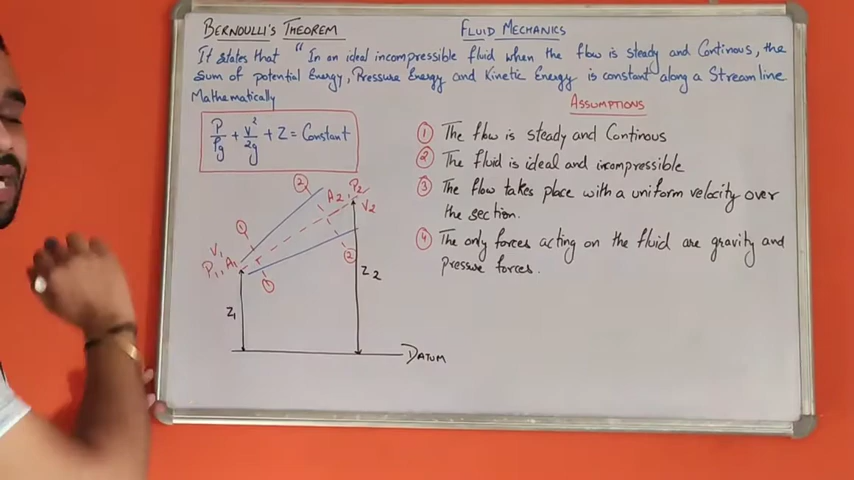 BERNOULLI'S THEOREM
FLUID MECHANICS
It states that "In an ideal incompressible fluid when the flow is steady and Continous, the
sum of potential Energy, Pressure Energy and Kinetic Energy is constant along a Streamline
Mathematically
P/ρg + V²/2g + Z = Constant
ASSUMPTIONS
① The flow is steady and Continous
② The fluid is ideal and incompressible
③ The flow takes place with a uniform velocity over
the section.
④ The only forces acting on the fluid are gravity and
pressure forces.
② A2 P2
V2
①
V1
P1, A1
①
②
Z1
Z2
DATUM